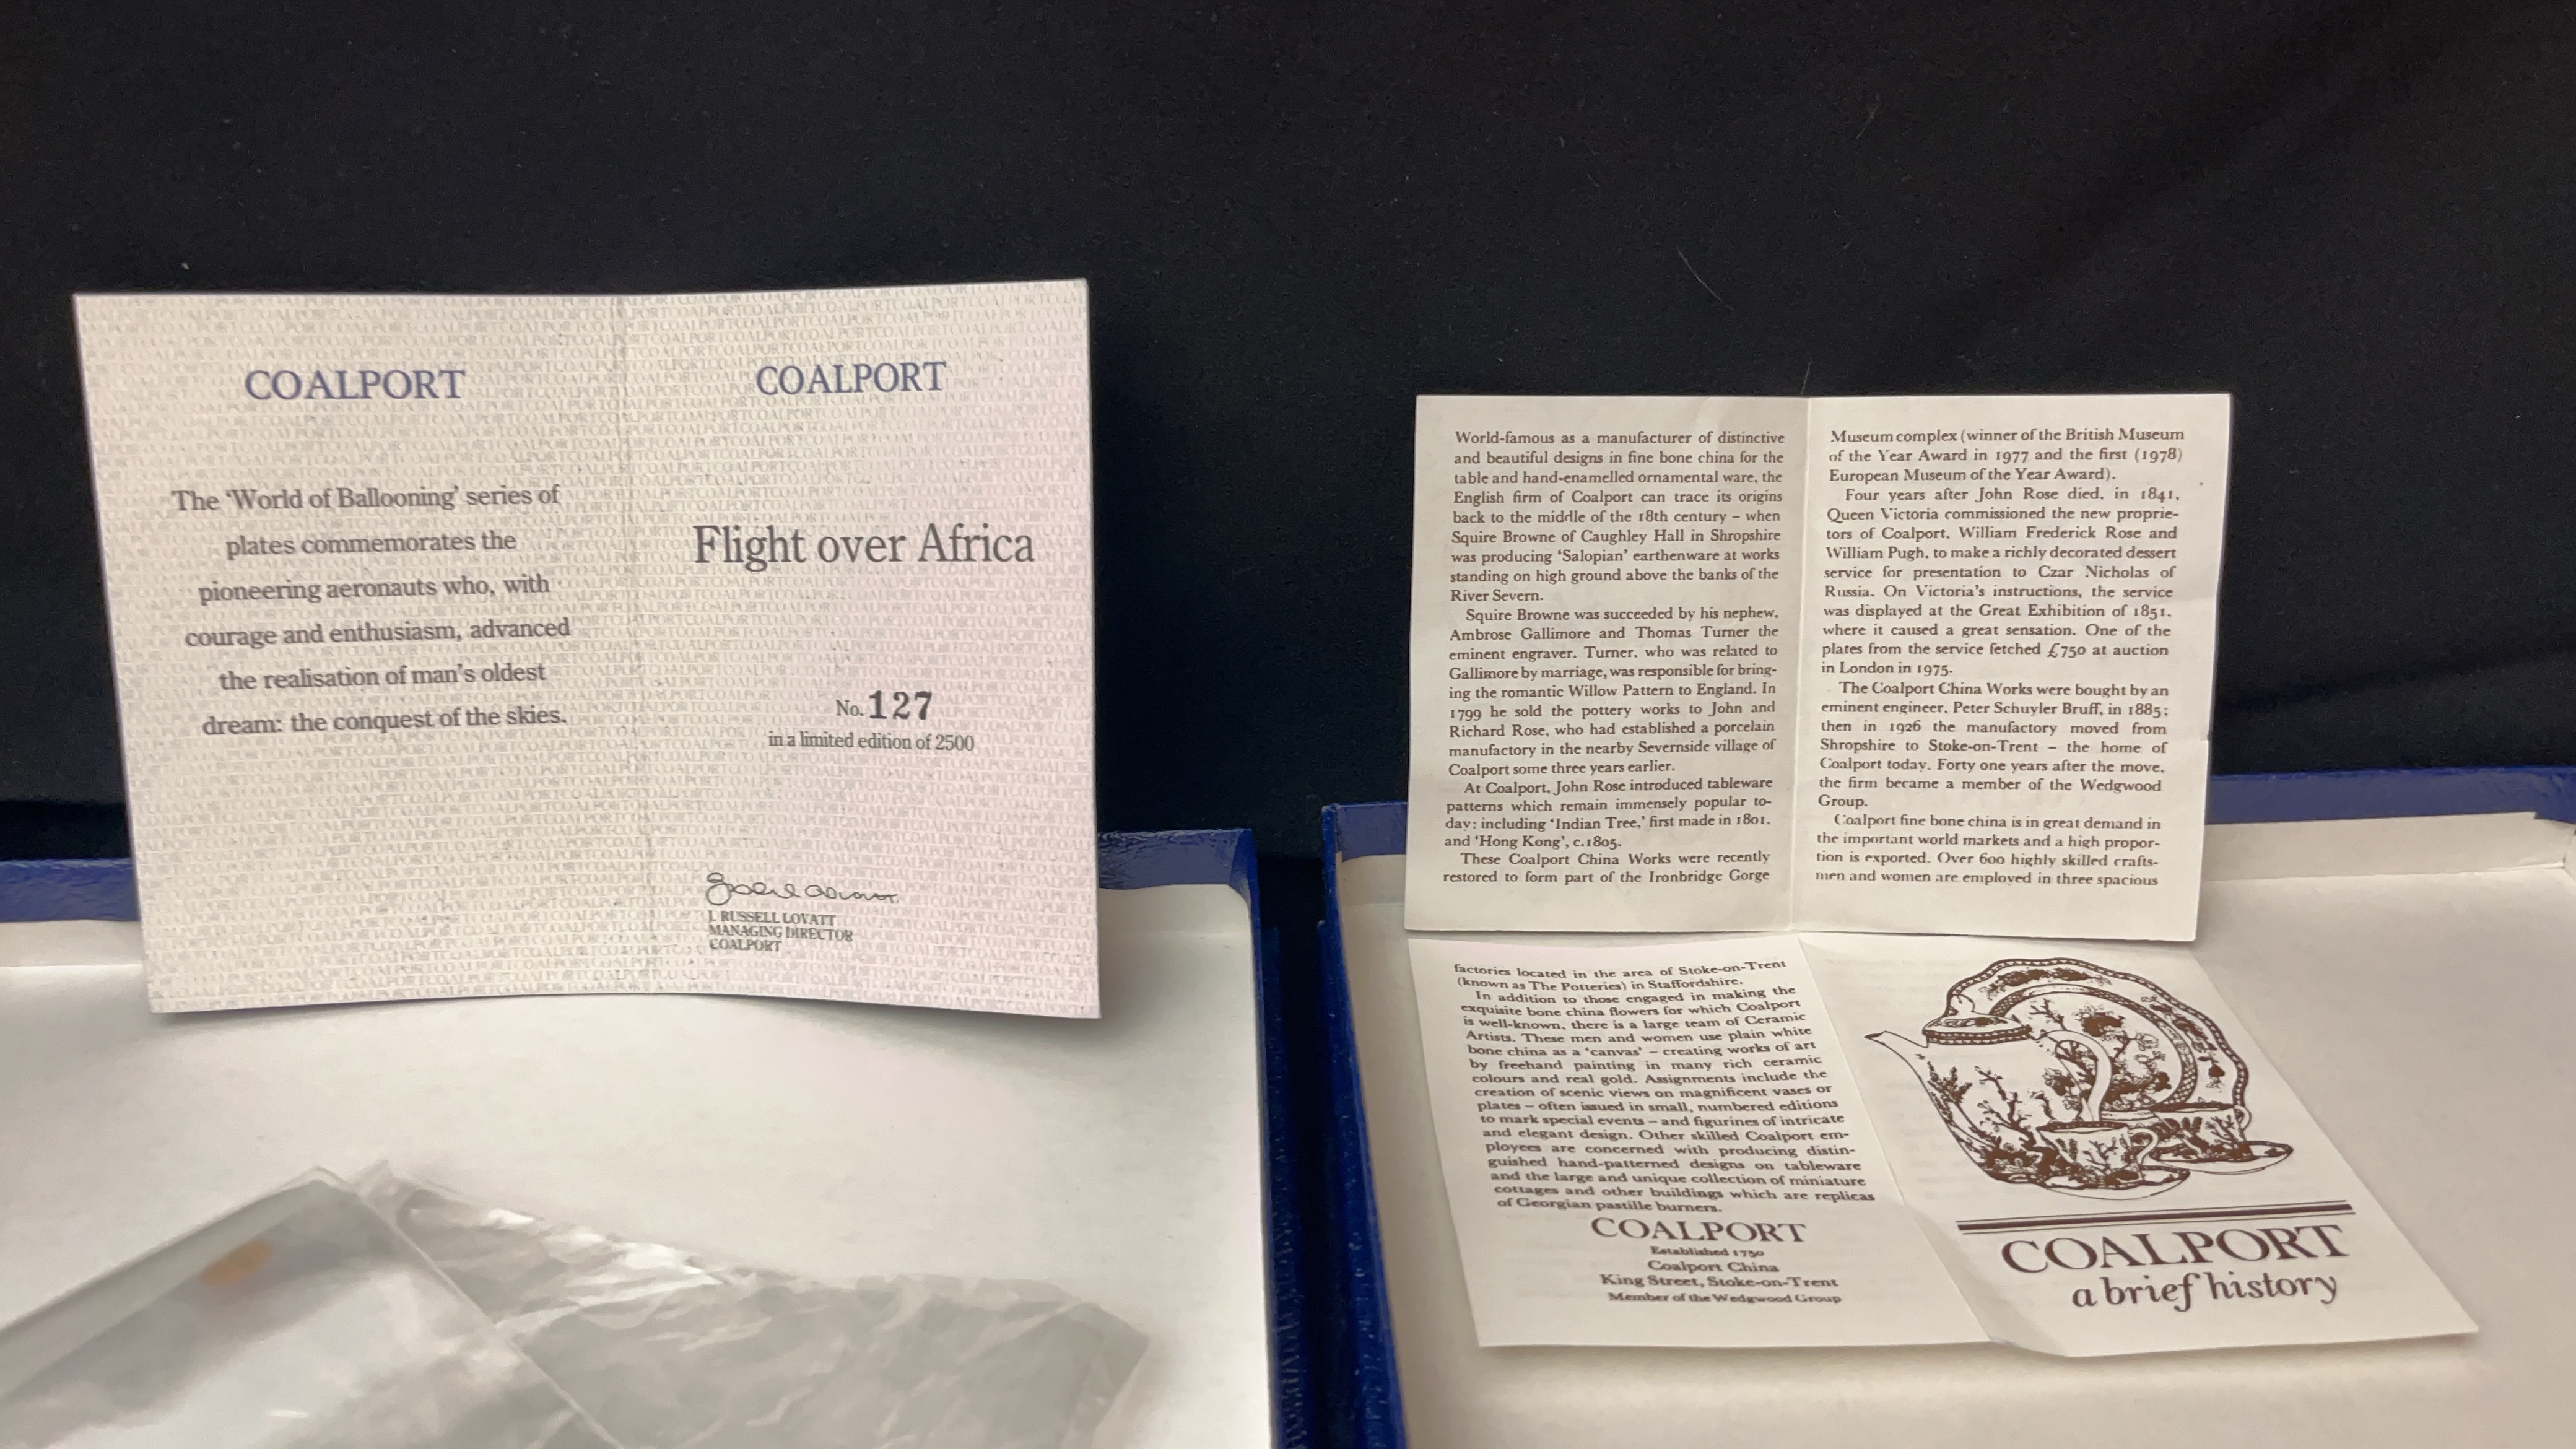 COALPORT
The ‘World of Ballooning’ series of
plates commemorates the
pioneering aeronauts who, with
courage and enthusiasm, advanced
the realisation of man’s oldest
dream: the conquest of the skies.
COALPORT
Flight over Africa
No. 127
in a limited edition of 2500
J. RUSSELL LOVATT
MANAGING DIRECTOR
COALPORT
World-famous as a manufacturer of distinctive
and beautiful designs in fine bone china for the
table and hand-enamelled ornamental ware, the
English firm of Coalport can trace its origins
back to the middle of the 18th century – when
Squire Browne of Caughley Hall in Shropshire
was producing ‘Salopian’ earthenware at works
standing on high ground above the banks of the
River Severn.
Squire Browne was succeeded by his nephew,
Ambrose Gallimore and Thomas Turner the
eminent engraver. Turner, who was related to
Gallimore by marriage, was responsible for bring-
ing the romantic Willow Pattern to England. In
1799 he sold the pottery works to John and
Richard Rose, who had established a porcelain
manufactory in the nearby Severnside village of
Coalport some three years earlier.
At Coalport, John Rose introduced tableware
patterns which remain immensely popular to-
day: including ‘Indian Tree,’ first made in 1801,
and ‘Hong Kong’, c.1805.
These Coalport China Works were recently
restored to form part of the Ironbridge Gorge
Museum complex (winner of the British Museum
of the Year Award in 1977 and the first (1978)
European Museum of the Year Award).
Four years after John Rose died, in 1841,
Queen Victoria commissioned the new proprie-
tors of Coalport, William Frederick Rose and
William Pugh, to make a richly decorated dessert
service for presentation to Czar Nicholas of
Russia. On Victoria’s instructions, the service
was displayed at the Great Exhibition of 1851,
where it caused a great sensation. One of the
plates from the service fetched £750 at auction
in London in 1975.
The Coalport China Works were bought by an
eminent engineer, Peter Schuyler Bruff, in 1885;
then in 1926 the manufactory moved from
Shropshire to Stoke-on-Trent – the home of
Coalport today. Forty one years after the move,
the firm became a member of the Wedgwood
Group.
Coalport fine bone china is in great demand in
the important world markets and a high propor-
tion is exported. Over 600 highly skilled crafts-
men and women are employed in three spacious
factories located in the area of Stoke-on-Trent
(known as The Potteries) in Staffordshire.
In addition to those engaged in making the
exquisite bone china flowers for which Coalport
is well-known, there is a large team of Ceramic
Artists. These men and women use plain white
bone china as a ‘canvas’ – creating works of art
by freehand painting in many rich ceramic
colours and real gold. Assignments include the
creation of scenic views on magnificent vases or
plates – often issued in small, numbered editions
to mark special events – and figurines of intricate
and elegant design. Other skilled Coalport em-
ployees are concerned with producing distin-
guished hand-patterned designs on tableware
and the large and unique collection of miniature
cottages and other buildings which are replicas
of Georgian pastille burners.
COALPORT
Established 1750
Coalport China
King Street, Stoke-on-Trent
Member of the Wedgwood Group
COALPORT
a brief history